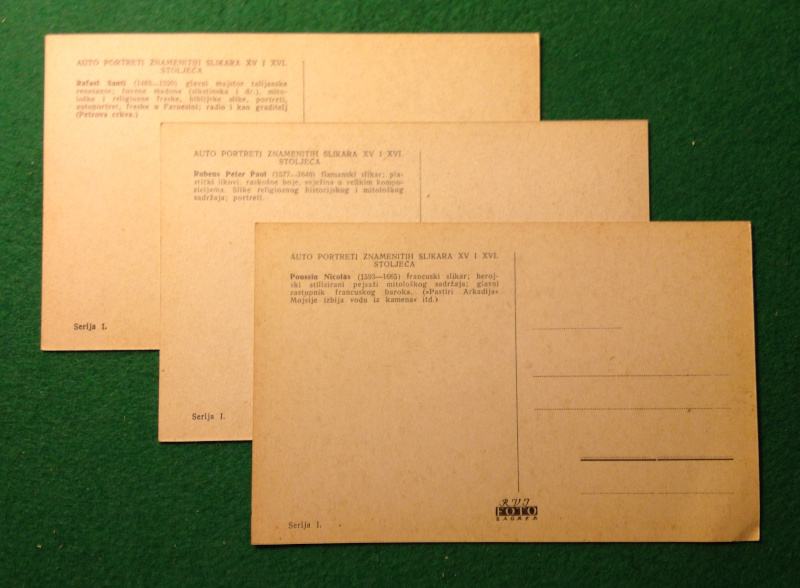 AUTO PORTRETI ZNAMENITIH SLIKARA XV I XVI.
STOLJEĆA
Rafael Santi (1483—1520) glavni majstor talijanske
renesanse; čuvene madone (sikstinska i dr.), mito-
loške i religiozne freske, biblijske slike, portreti,
autoportret, freske u Farnesini; radio i kao graditelj
(Petrova crkva.)
Serija I.
AUTO PORTRETI ZNAMENITIH SLIKARA XV I XVI.
STOLJEĆA
Rubens Peter Paul (1577—1640) flamanski slikar; pla-
stički likovi; raskošne boje, svježina u velikim kompo-
zicijama. Slike religioznog historijskog i mitološkog
sadržaja; portreti.
Serija I.
AUTO PORTRETI ZNAMENITIH SLIKARA XV I XVI.
STOLJEĆA
Poussin Nicolas (1593—1665) francuski slikar; heroj-
ski stilizirani pejsaži mitološkog sadržaja; glavni
zastupnik francuskog baroka. (»Pastiri Arkadije«
Mojsije izbija vodu iz kamena« itd.)
Serija I.
FOTO
ZAGREB